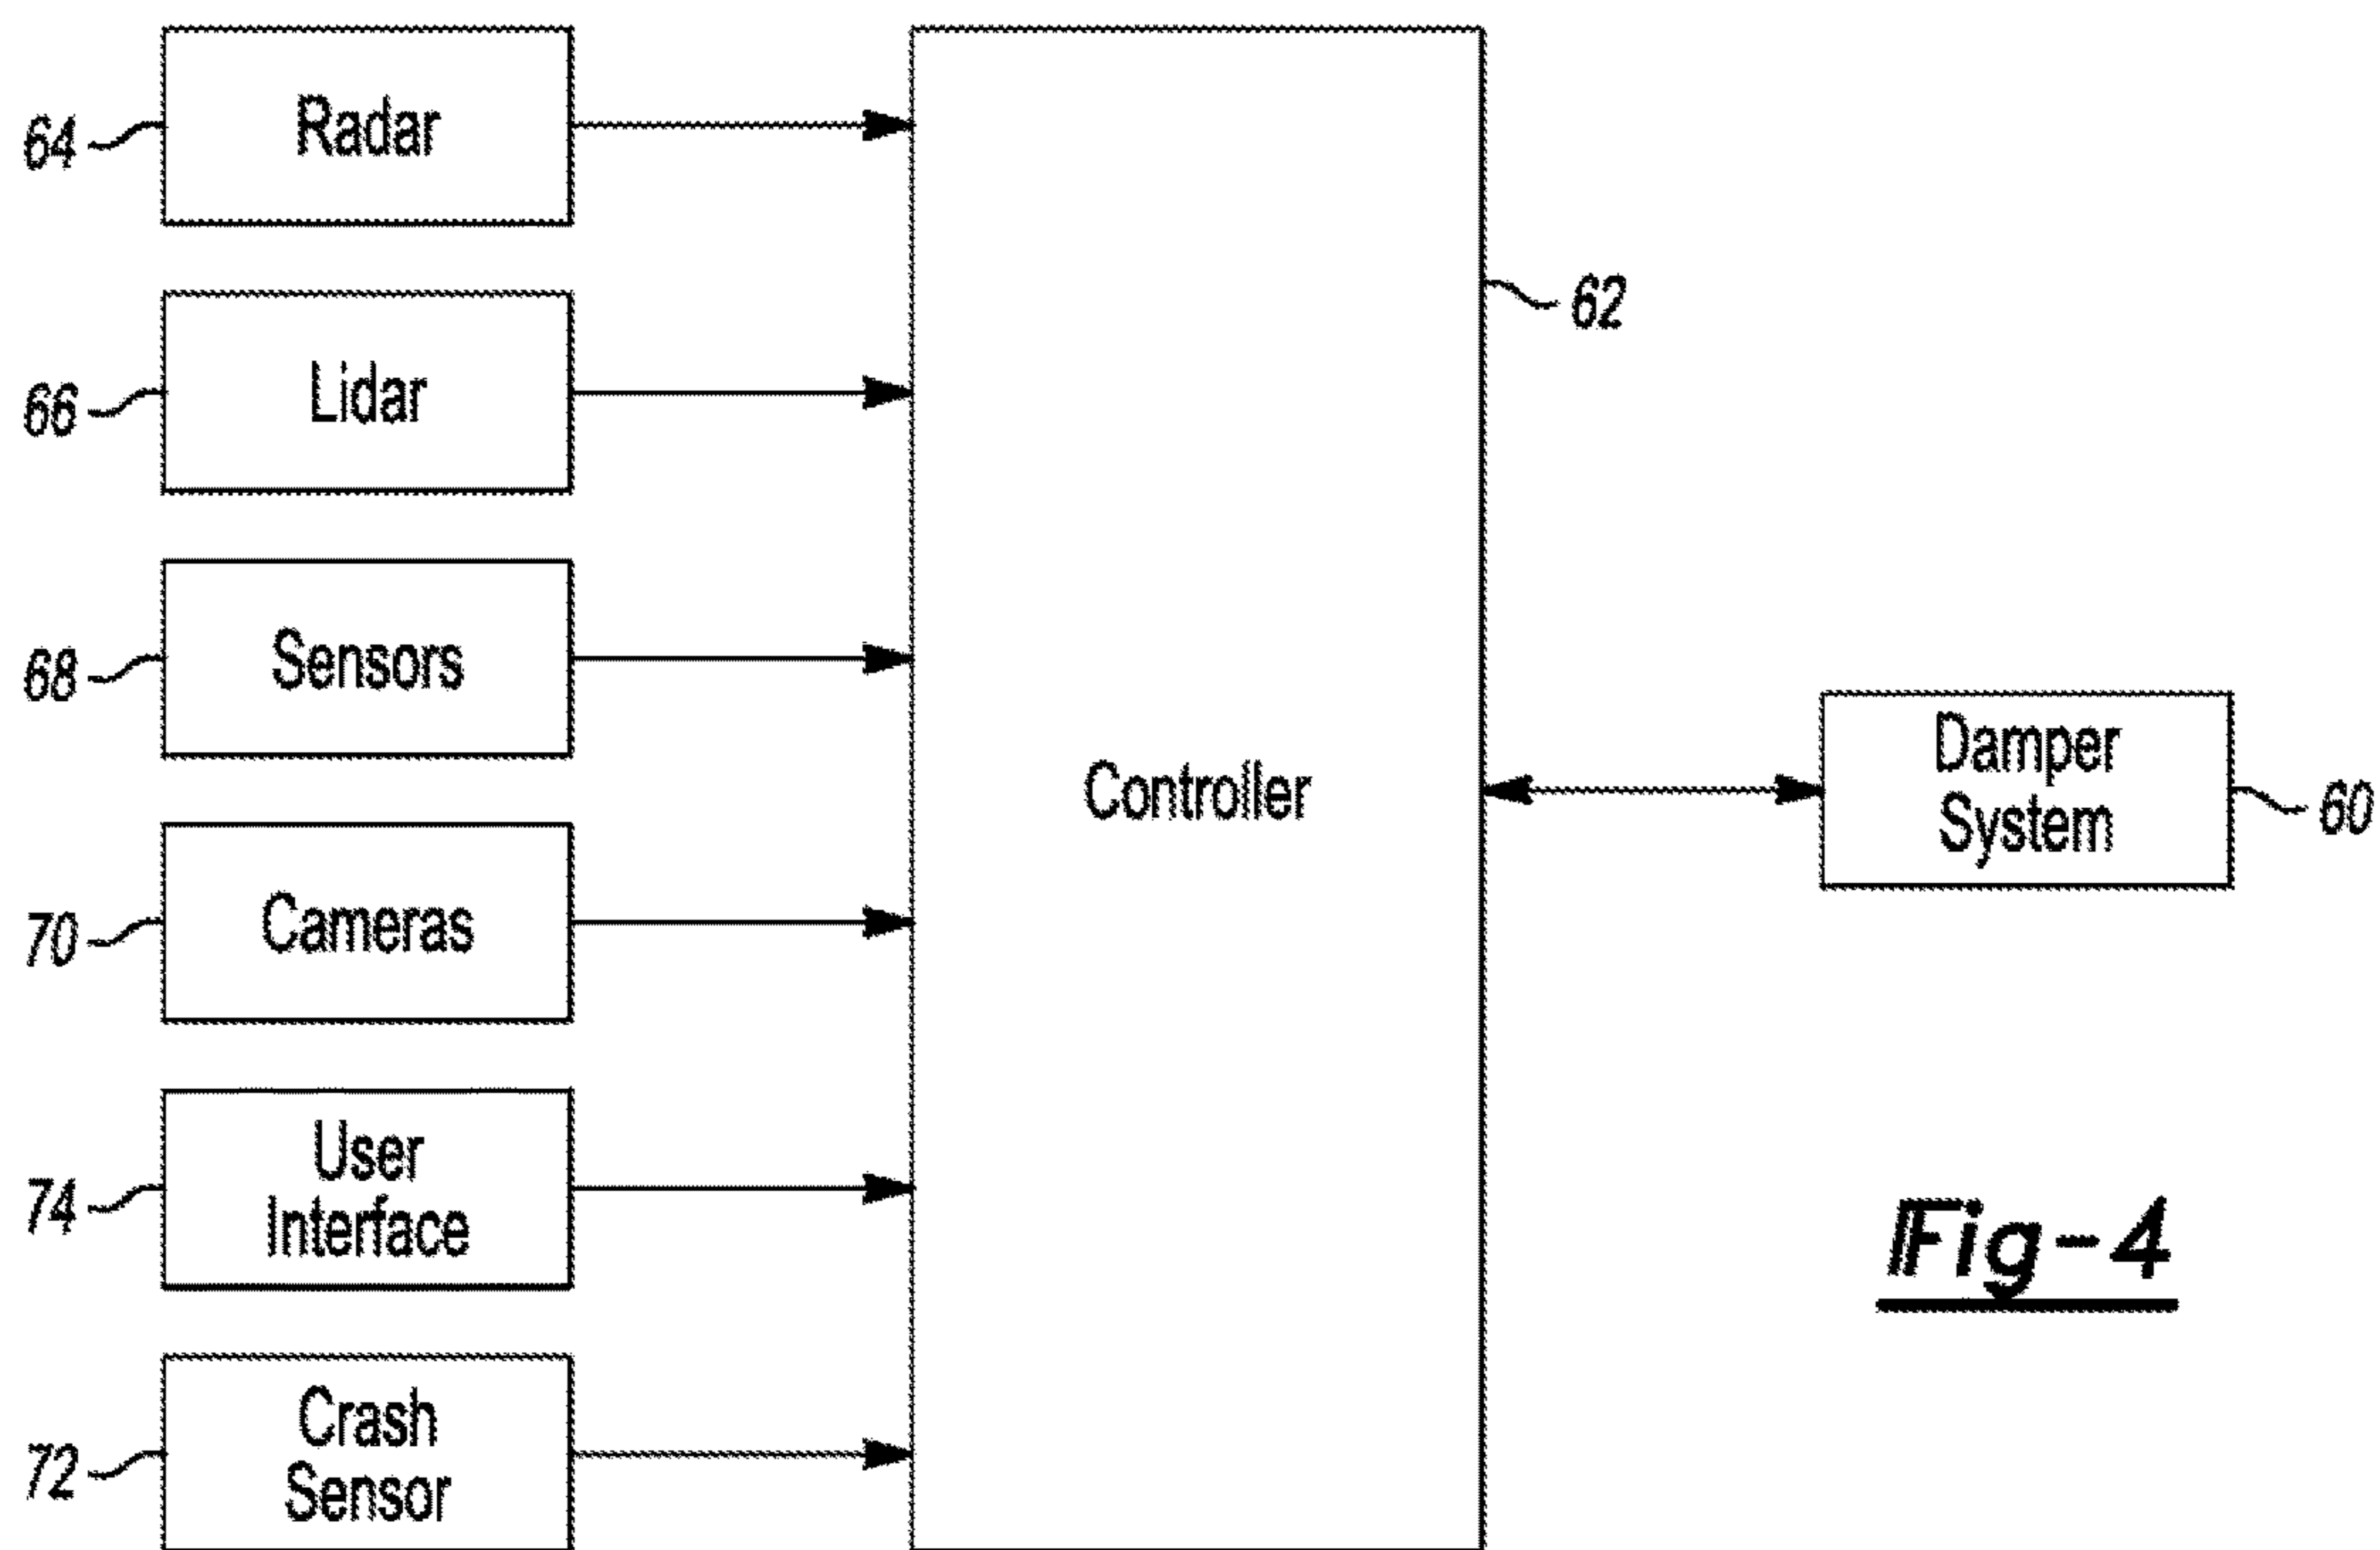 64
Radar
66
Lidar
68
Sensors
70
Cameras
74
User
Interface
72
Crash
Sensor
Controller
62
Damper
System
60
Fig-4